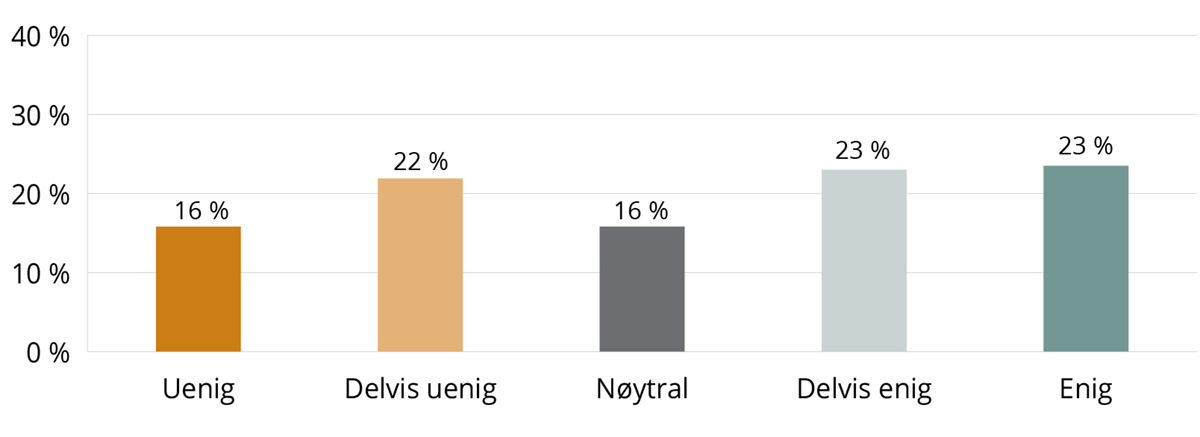 40 %
30 %
20 %
10 %
0 %
16 %
22 %
16 %
23 %
23 %
Uenig
Delvis uenig
Nøytral
Delvis enig
Enig